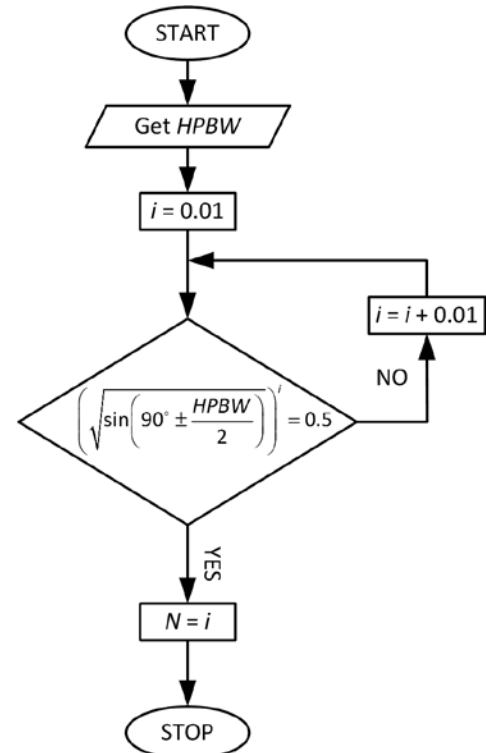 START
Get HPBW
i = 0.01
i = i + 0.01
NO
(√sin(90° ± HPBW/2))^i = 0.5
YES
N = i
STOP